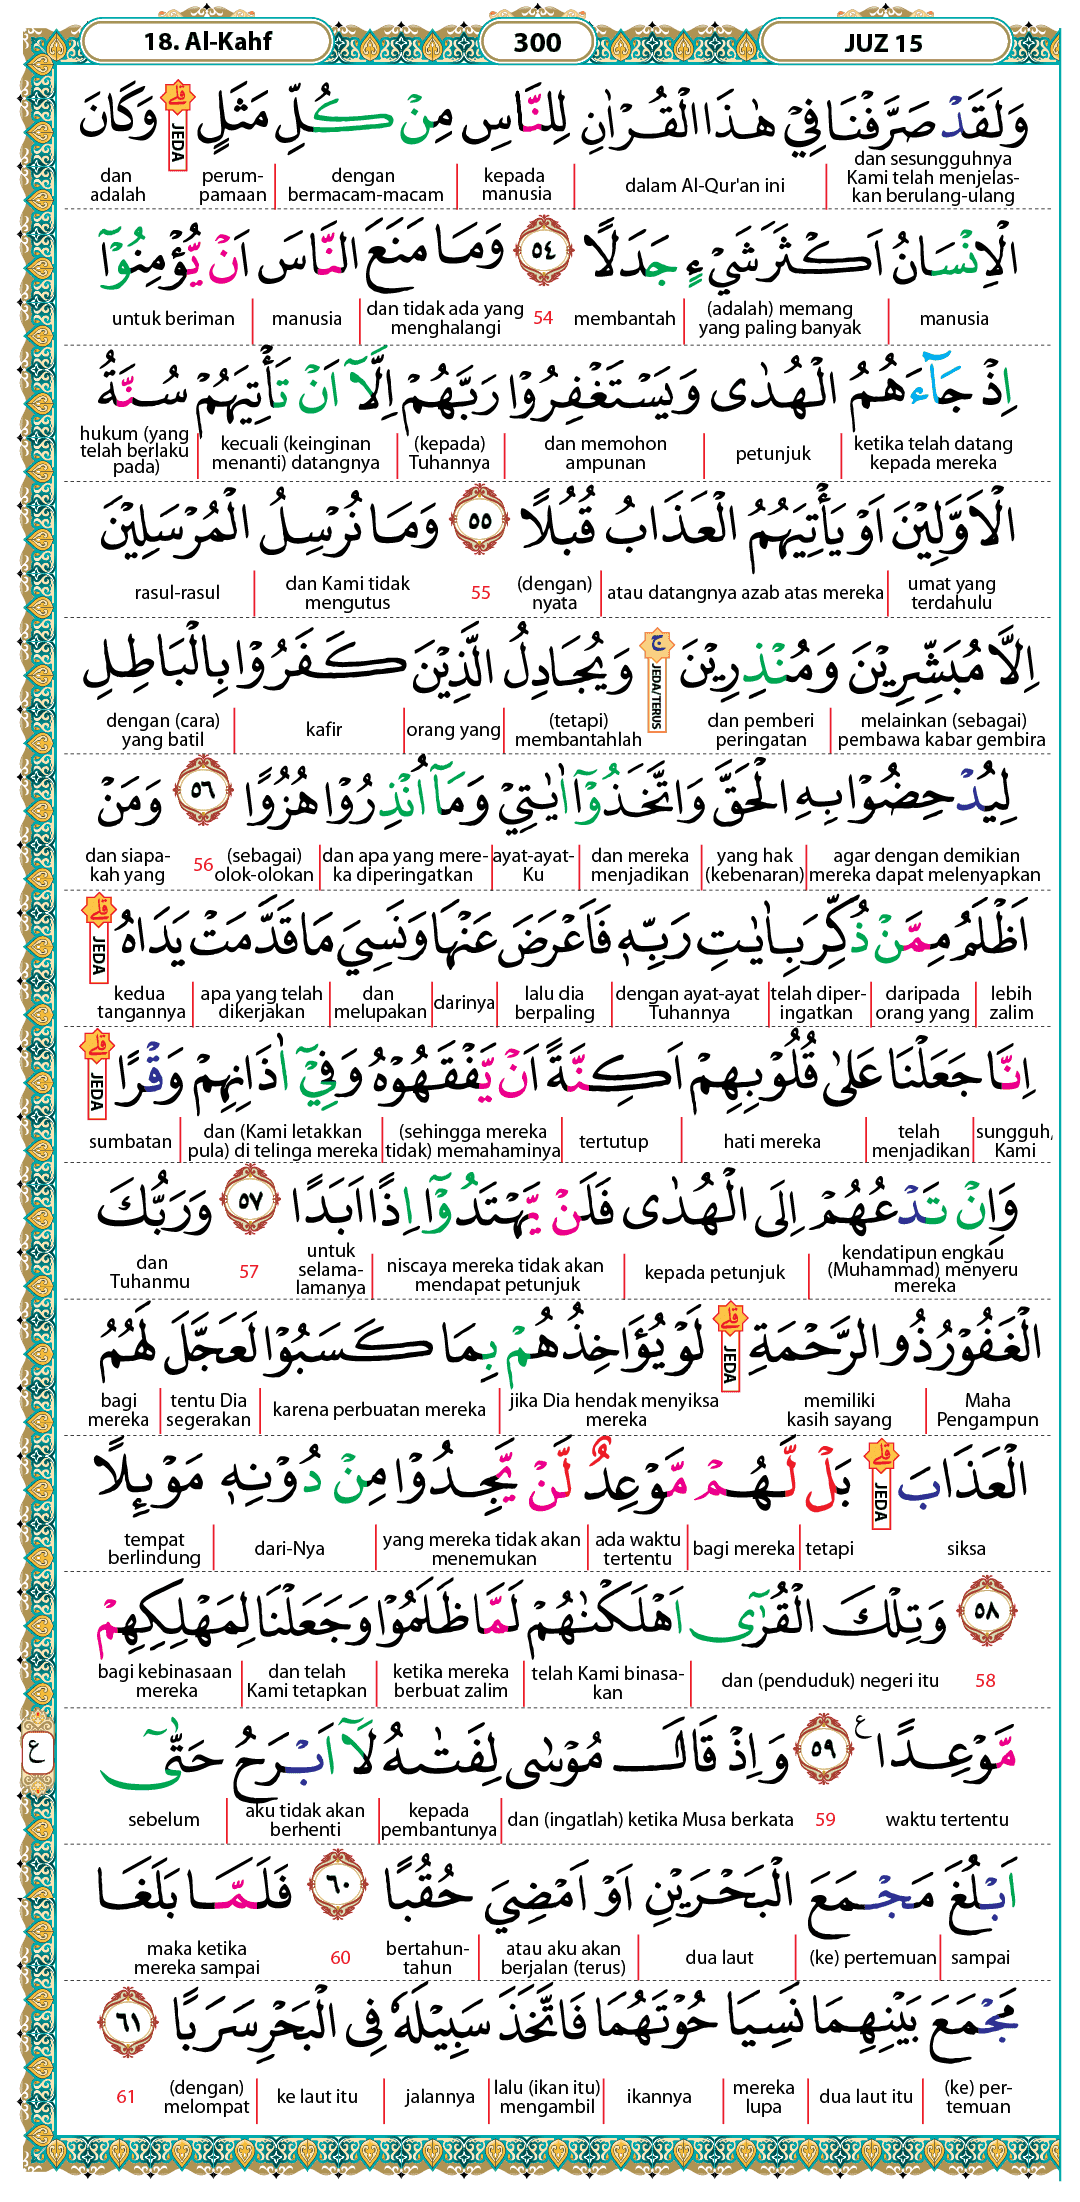 18. Al-Kahf
300
JUZ 15
وَلَقَدْ صَرَّفْنَا فِيْ هٰذَا الْقُرْاٰنِ لِلنَّاسِ مِنْ كُلِّ مَثَلٍ ۗ وَكَانَ
JEDA
dan sesungguhnya
Kami telah menjelas-
kan berulang-ulang
dalam Al-Qur'an ini
kepada
manusia
dengan
bermacam-macam
perum-
pamaan
dan
adalah
الْاِنْسَانُ اَكْثَرَ شَيْءٍ جَدَلًا ٥٤ وَمَا مَنَعَ النَّاسَ اَنْ يُّؤْمِنُوْٓا
manusia
(adalah) memang
yang paling banyak
membantah
54
dan tidak ada yang
menghalangi
manusia
untuk beriman
اِذْ جَاۤءَهُمُ الْهُدٰى وَيَسْتَغْفِرُوْا رَبَّهُمْ اِلَّآ اَنْ تَأْتِيَهُمْ سُنَّةُ
ketika telah datang
kepada mereka
petunjuk
dan memohon
ampunan
(kepada)
Tuhannya
kecuali (keinginan
menanti) datangnya
hukum (yang
telah berlaku
pada)
الْاَوَّلِيْنَ اَوْ يَأْتِيَهُمُ الْعَذَابُ قُبُلًا ٥٥ وَمَا نُرْسِلُ الْمُرْسَلِيْنَ
umat yang
terdahulu
atau datangnya azab atas mereka
(dengan)
nyata
55
dan Kami tidak
mengutus
rasul-rasul
اِلَّا مُبَشِّرِيْنَ وَمُنْذِرِيْنَ ۚ وَيُجَادِلُ الَّذِيْنَ كَفَرُوْا بِالْبَاطِلِ
JEDA/TERUS
melainkan (sebagai)
pembawa kabar gembira
dan pemberi
peringatan
(tetapi)
membantahlah
orang yang
kafir
dengan (cara)
yang batil
لِيُدْحِضُوْا بِهِ الْحَقَّ وَاتَّخَذُوْٓا اٰيٰتِيْ وَمَآ اُنْذِرُوْا هُزُوًا ٥٦ وَمَنْ
agar dengan demikian
mereka dapat melenyapkan
yang hak
(kebenaran)
dan mereka
menjadikan
ayat-ayat-
Ku
dan apa yang mere-
ka diperingatkan
(sebagai)
olok-olokan
56
dan siapa-
kah yang
اَظْلَمُ مِمَّنْ ذُكِّرَ بِاٰيٰتِ رَبِّهٖ فَاَعْرَضَ عَنْهَا وَنَسِيَ مَا قَدَّمَتْ يَدَاهُ ۗ
JEDA
lebih
zalim
daripada
orang yang
telah diper-
ingatkan
dengan ayat-ayat
Tuhannya
lalu dia
berpaling
darinya
dan
melupakan
apa yang telah
dikerjakan
kedua
tangannya
اِنَّا جَعَلْنَا عَلٰى قُلُوْبِهِمْ اَكِنَّةً اَنْ يَّفْقَهُوْهُ وَفِيْٓ اٰذَانِهِمْ وَقْرًا ۗ
JEDA
sungguh,
Kami
telah
menjadikan
hati mereka
tertutup
(sehingga mereka
tidak) memahaminya
dan (Kami letakkan
pula) di telinga mereka
sumbatan
وَاِنْ تَدْعُهُمْ اِلَى الْهُدٰى فَلَنْ يَّهْتَدُوْٓا اِذًا اَبَدًا ٥٧ وَرَبُّكَ
kendatipun engkau
(Muhammad) menyeru
mereka
kepada petunjuk
niscaya mereka tidak akan
mendapat petunjuk
untuk
selama-
lamanya
57
dan
Tuhanmu
الْغَفُوْرُ ذُو الرَّحْمَةِ ۗ لَوْ يُؤَاخِذُهُمْ بِمَا كَسَبُوْا لَعَجَّلَ لَهُمُ
JEDA
Maha
Pengampun
memiliki
kasih sayang
jika Dia hendak menyiksa
mereka
karena perbuatan mereka
tentu Dia
segerakan
bagi
mereka
الْعَذَابَ ۗ بَلْ لَّهُمْ مَّوْعِدٌ لَّنْ يَّجِدُوْا مِنْ دُوْنِهٖ مَوْىِٕلًا
JEDA
siksa
tetapi
bagi mereka
ada waktu
tertentu
yang mereka tidak akan
menemukan
dari-Nya
tempat
berlindung
٥٨ وَتِلْكَ الْقُرٰٓى اَهْلَكْنٰهُمْ لَمَّا ظَلَمُوْا وَجَعَلْنَا لِمَهْلِكِهِمْ
58
dan (penduduk) negeri itu
telah Kami binasa-
kan
ketika mereka
berbuat zalim
dan telah
Kami tetapkan
bagi kebinasaan
mereka
مَّوْعِدًا ٥٩ ع وَاِذْ قَالَ مُوْسٰى لِفَتٰىهُ لَآ اَبْرَحُ حَتّٰىٓ
ع
waktu tertentu
59
dan (ingatlah) ketika Musa berkata
kepada
pembantunya
aku tidak akan
berhenti
sebelum
اَبْلُغَ مَجْمَعَ الْبَحْرَيْنِ اَوْ اَمْضِيَ حُقُبًا ٦٠ فَلَمَّا بَلَغَا
sampai
(ke) pertemuan
dua laut
atau aku akan
berjalan (terus)
bertahun-
tahun
60
maka ketika
mereka sampai
مَجْمَعَ بَيْنِهِمَا نَسِيَا حُوْتَهُمَا فَاتَّخَذَ سَبِيْلَهٗ فِى الْبَحْرِ سَرَبًا ٦١
(ke) per-
temuan
dua laut itu
mereka
lupa
ikannya
lalu (ikan itu)
mengambil
jalannya
ke laut itu
(dengan)
melompat
61